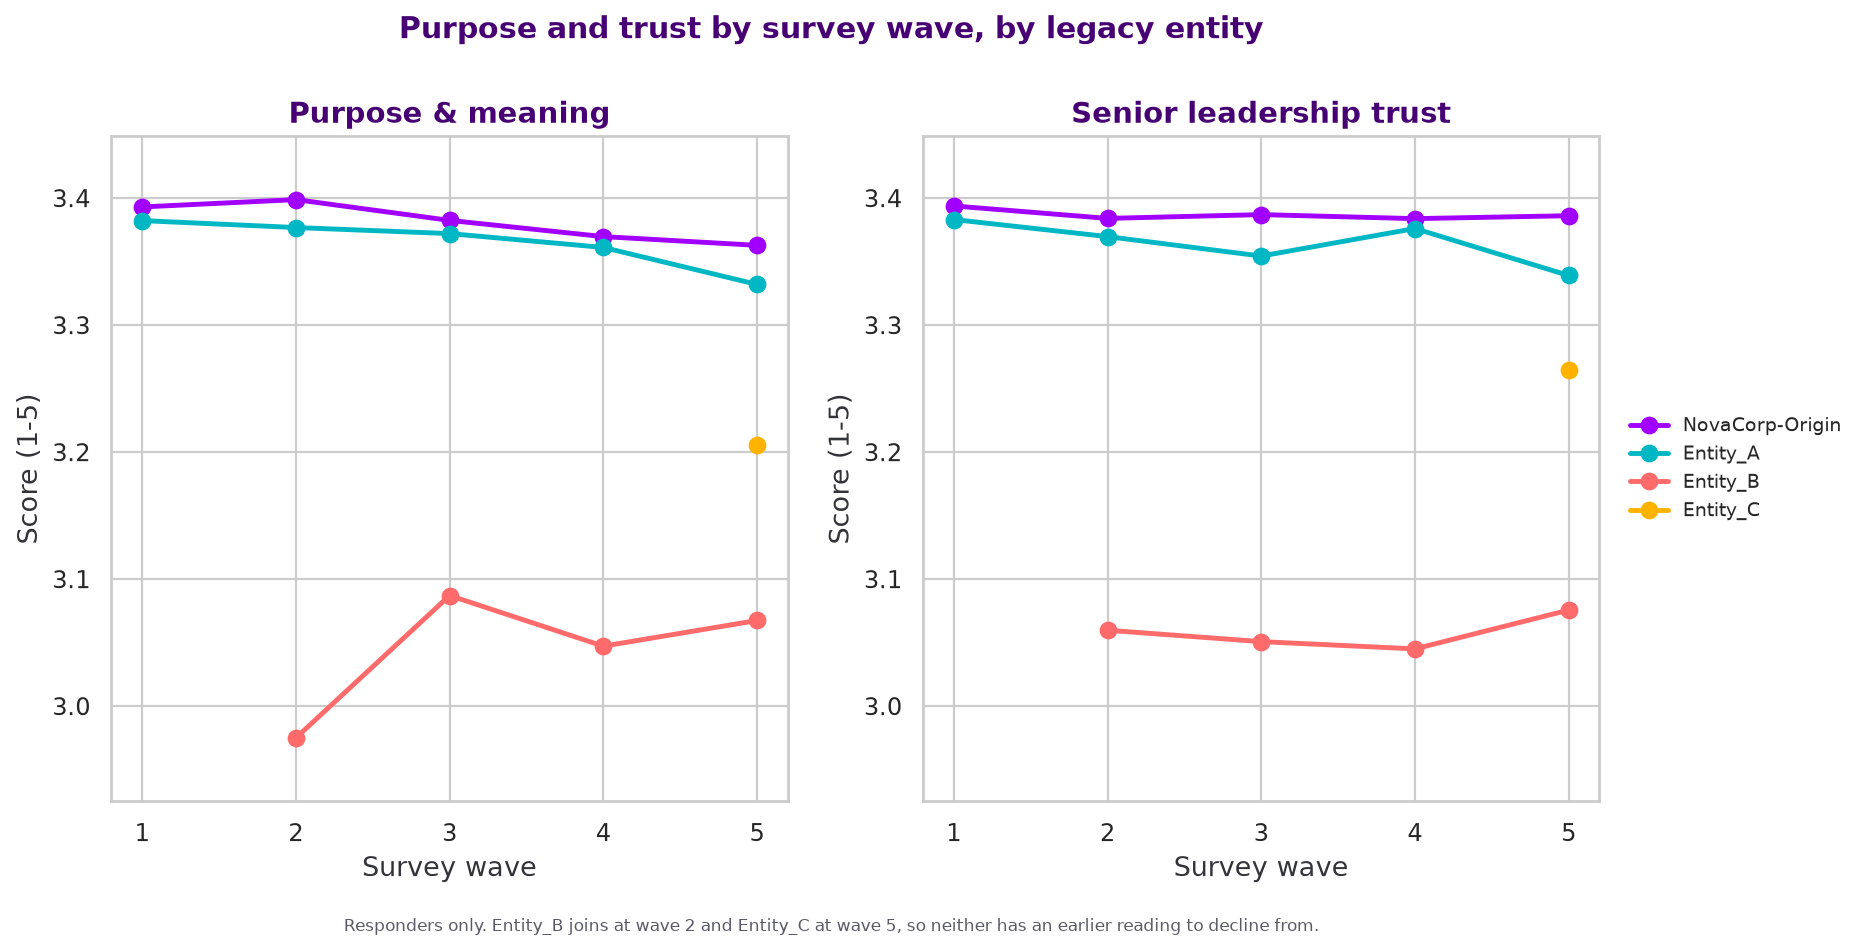 Purpose and trust by survey wave, by legacy entity
Purpose & meaning
Score (1-5)
3.4
3.3
3.2
3.1
3.0
1 2 3 4 5
Survey wave
Senior leadership trust
Score (1-5)
3.4
3.3
3.2
3.1
3.0
1 2 3 4 5
Survey wave
NovaCorp-Origin
Entity_A
Entity_B
Entity_C
Responders only. Entity_B joins at wave 2 and Entity_C at wave 5, so neither has an earlier reading to decline from.